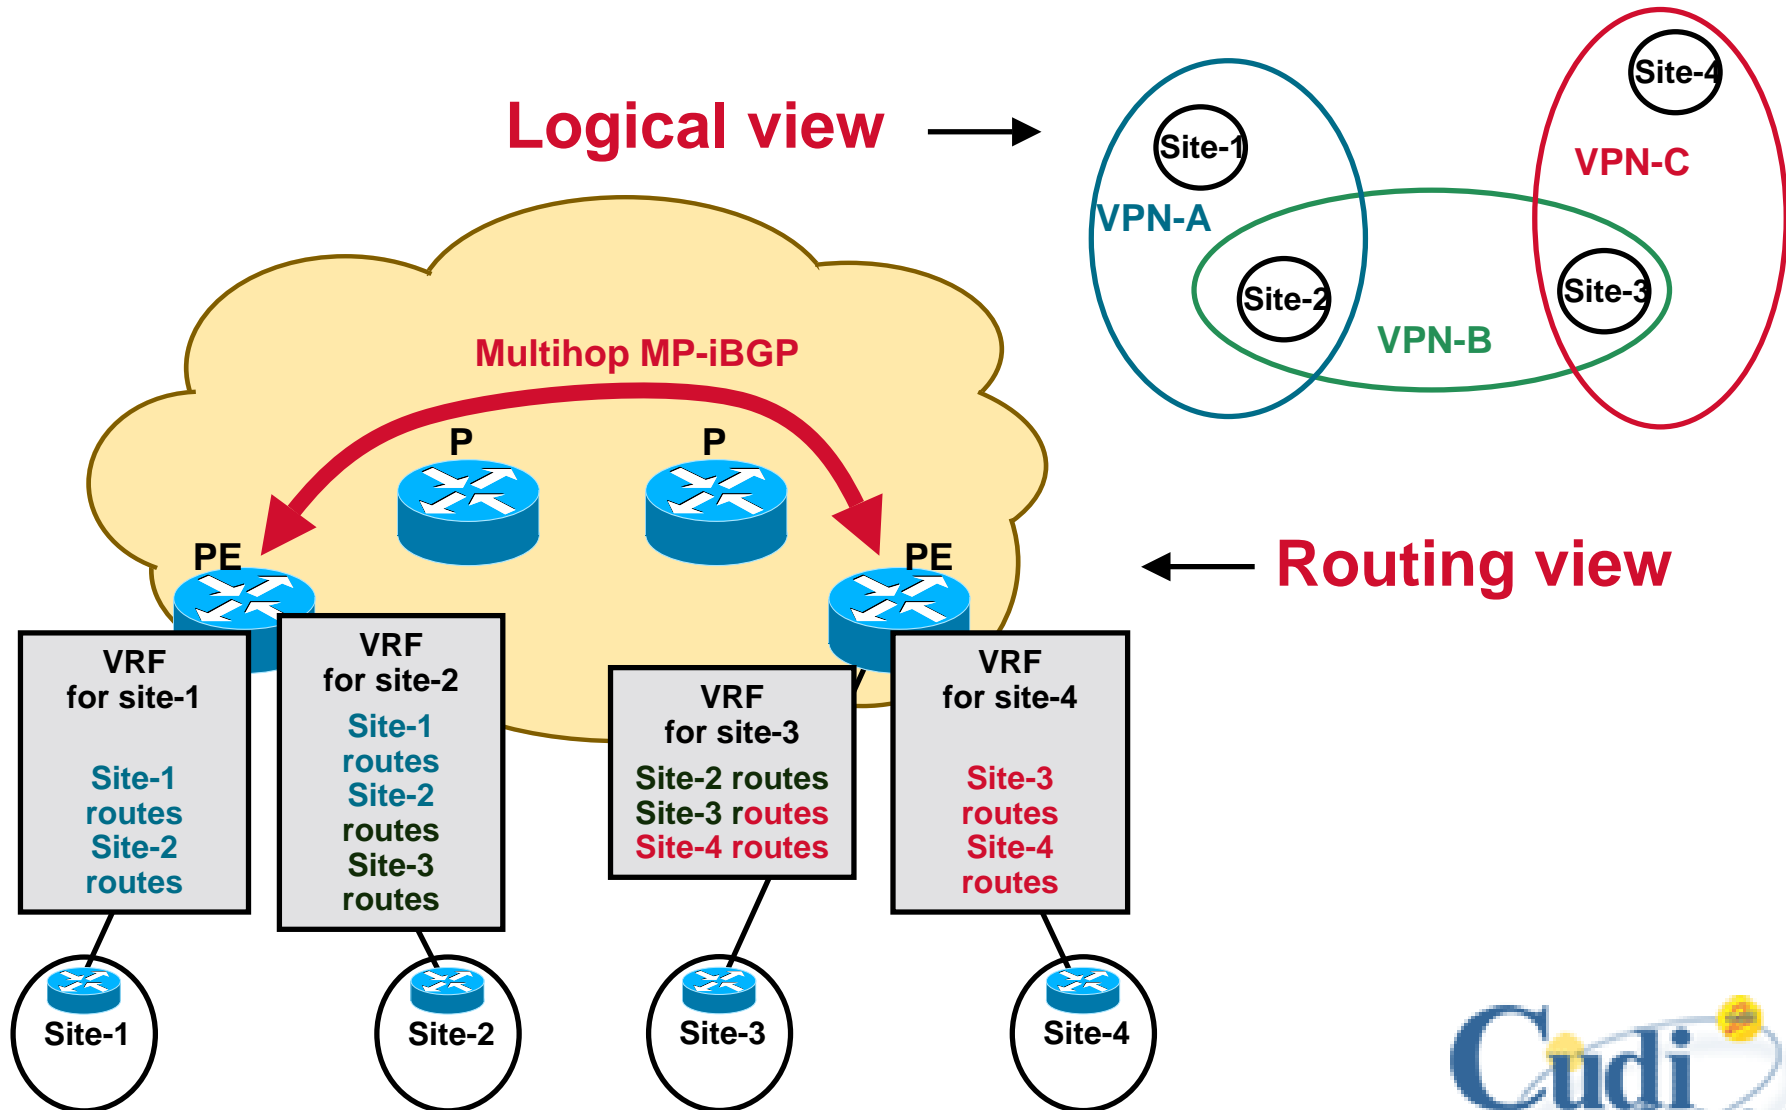 Logical view
Site-4
Site-1
VPN-C
VPN-A
Site-2
Site-3
VPN-B
Multihop MP-iBGP
P
P
PE
PE
Routing view
VRF
for site-1
Site-1
routes
Site-2
routes
VRF
for site-2
Site-1
routes
Site-2
routes
Site-3
routes
VRF
for site-3
Site-2 routes
Site-3 routes
Site-4 routes
VRF
for site-4
Site-3
routes
Site-4
routes
Site-1
Site-2
Site-3
Site-4
Cudi